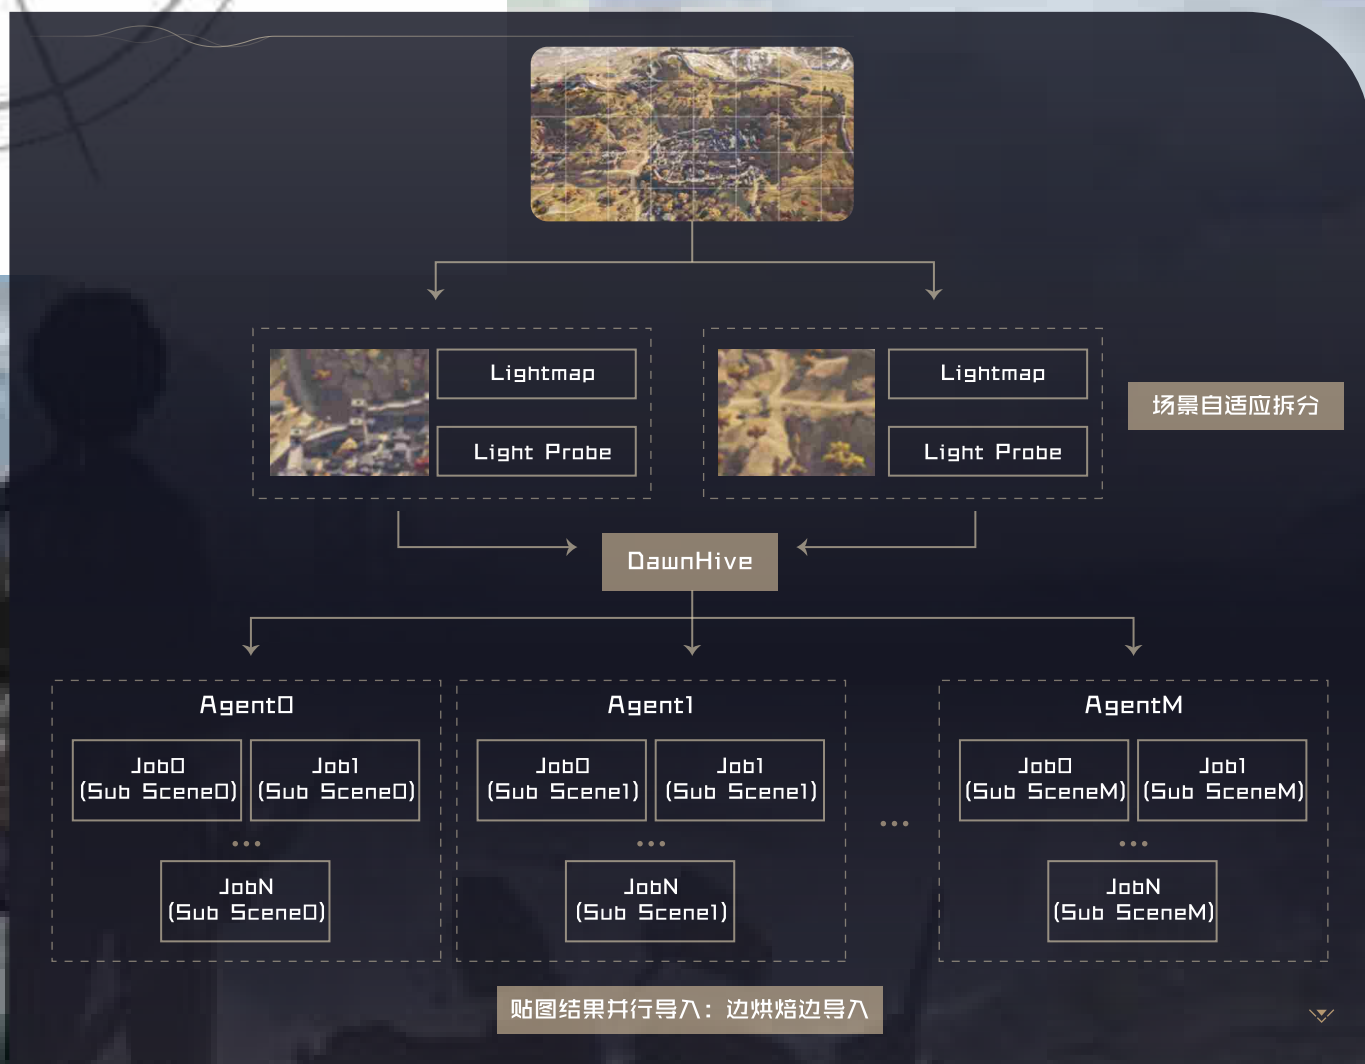 Lightmap
Light Probe
Lightmap
Light Probe
场景自适应拆分
DawnHive
Agent0
Job0
(Sub Scene0)
Job1
(Sub Scene0)
...
JobN
(Sub Scene0)
Agent1
Job0
(Sub Scene1)
Job1
(Sub Scene1)
...
JobN
(Sub Scene1)
...
AgentM
Job0
(Sub SceneM)
Job1
(Sub SceneM)
...
JobN
(Sub SceneM)
贴图结果并行导入：边烘焙边导入